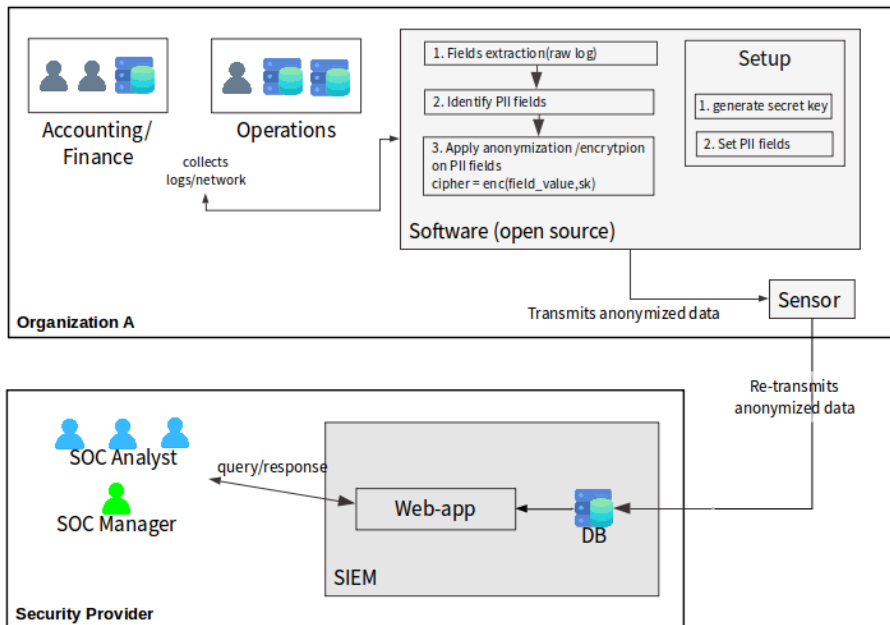 Accounting/
Finance
Operations
collects
logs/network
1. Fields extraction(raw log)
2. Identify PII fields
3. Apply anonymization /encrytpion
on PII fields
cipher = enc(field_value,sk)
Setup
1. generate secret key
2. Set PII fields
Software (open source)
Transmits anonymized data
Sensor
Organization A
Re-transmits
anonymized data
SOC Analyst
SOC Manager
query/response
Web-app
DB
SIEM
Security Provider